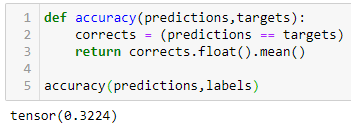 1 def accuracy(predictions,targets):
2     corrects = (predictions == targets)
3     return corrects.float().mean()
4
5 accuracy(predictions,labels)
tensor(0.3224)